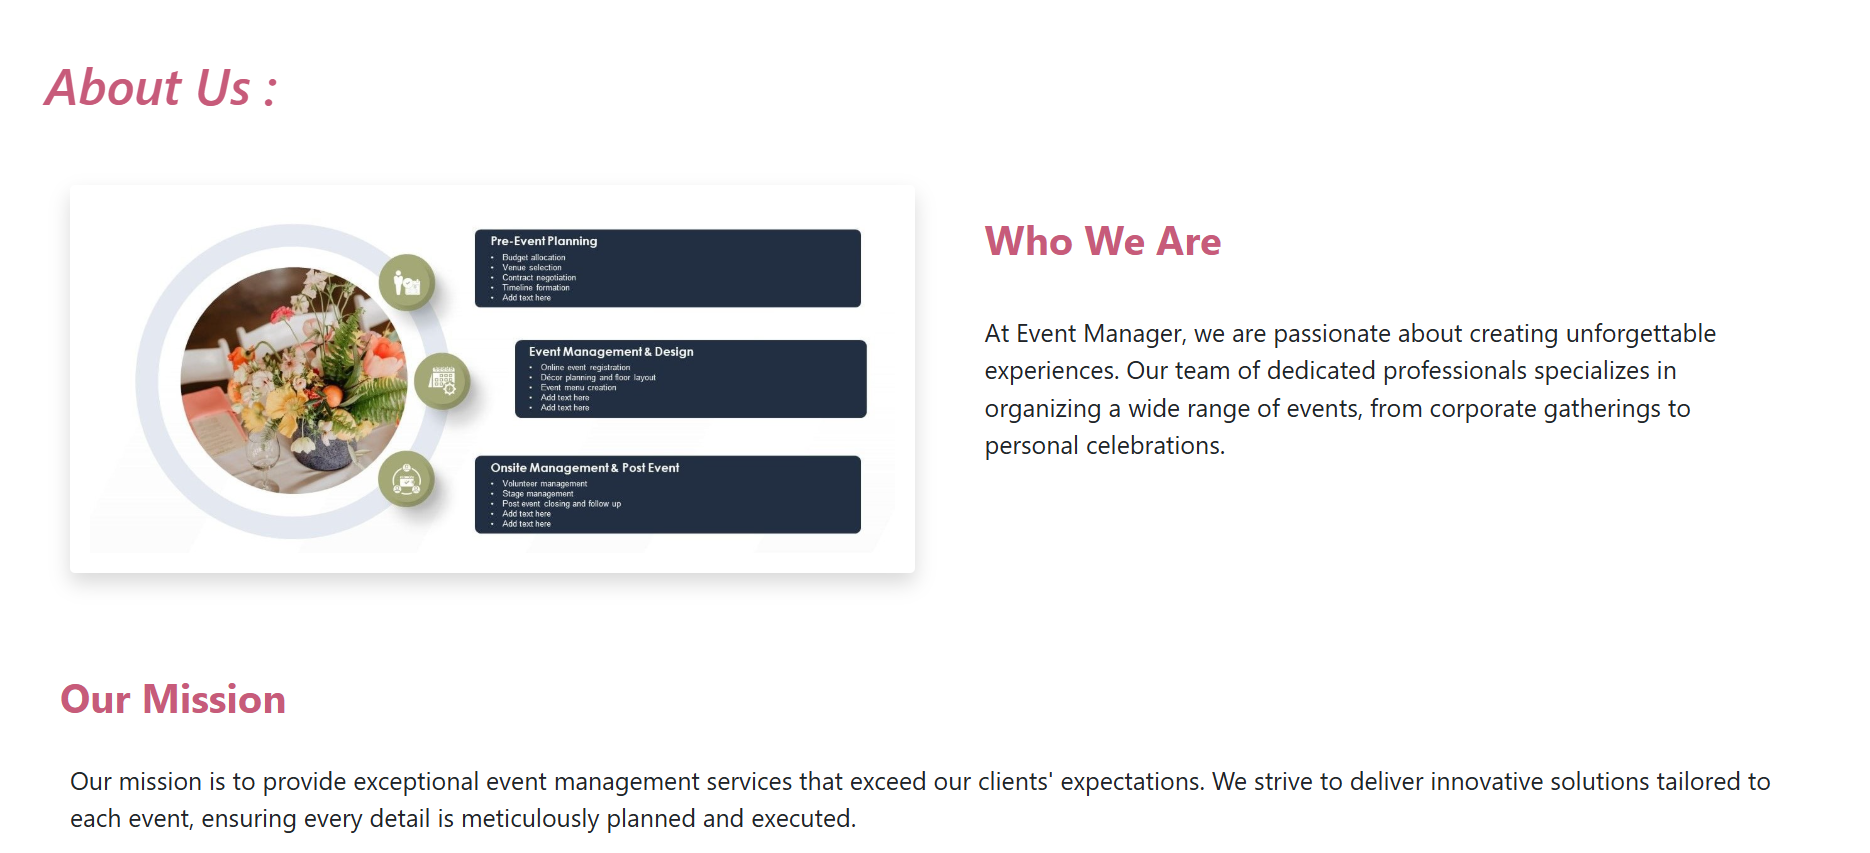 About Us :
Pre-Event Planning
• Budget allocation
• Venue selection
• Contract negotiation
• Timeline formation
• Add text here
Event Management & Design
• Online event registration
• Décor planning and floor layout
• Event menu creation
• Add text here
• Add text here
Onsite Management & Post Event
• Volunteer management
• Stage management
• Post event closing and follow up
• Add text here
• Add text here
Who We Are
At Event Manager, we are passionate about creating unforgettable
experiences. Our team of dedicated professionals specializes in
organizing a wide range of events, from corporate gatherings to
personal celebrations.
Our Mission
Our mission is to provide exceptional event management services that exceed our clients' expectations. We strive to deliver innovative solutions tailored to
each event, ensuring every detail is meticulously planned and executed.